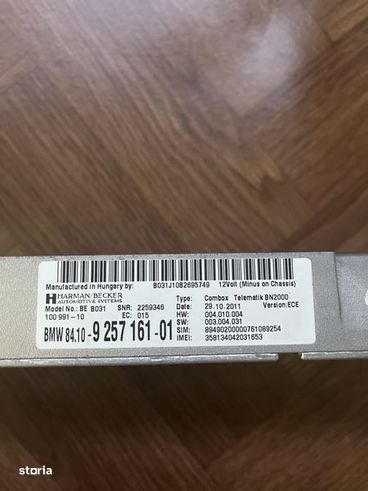 Manufactured in Hungary by: B031J10B2695749 12Volt (Minus on Chassis)
HARMAN/BECKER Type: Combox Telematik BN2000
AUTOMOTIVE SYSTEMS SNR: 2259346 Date: 29.10.2011 Version:ECE
Model No.: BE B031 EC: 015 HW: 004.010.004
100 991-10 SW: 003.004.031
BMW 84.10 -9 257 161 -01 SIM: 89490200000761089254
IMEI: 358134042031653
storia